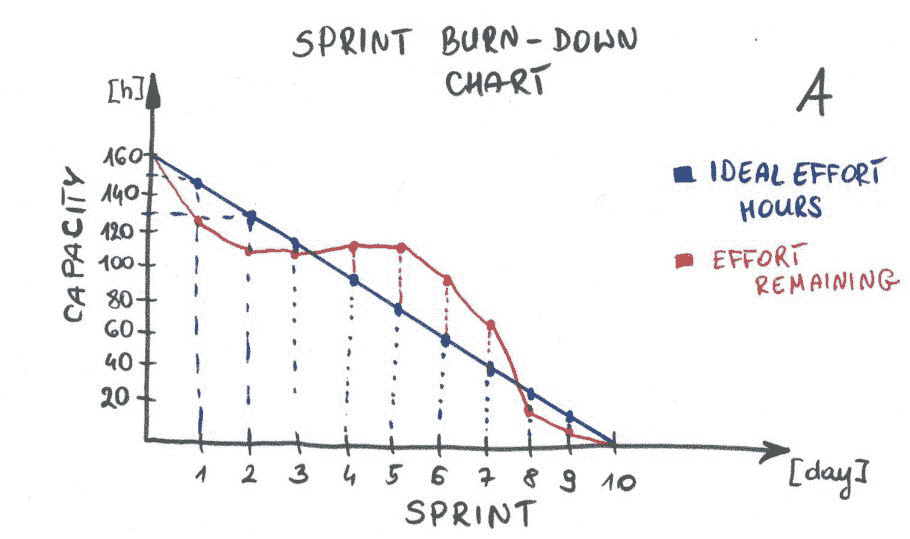 SPRINT BURN-DOWN
CHART
A
[h]
CAPACITY
160
140
120
100
80
60
40
20
IDEAL EFFORT
HOURS
EFFORT
REMAINING
1 2 3 4 5 6 7 8 9 10
[day]
SPRINT